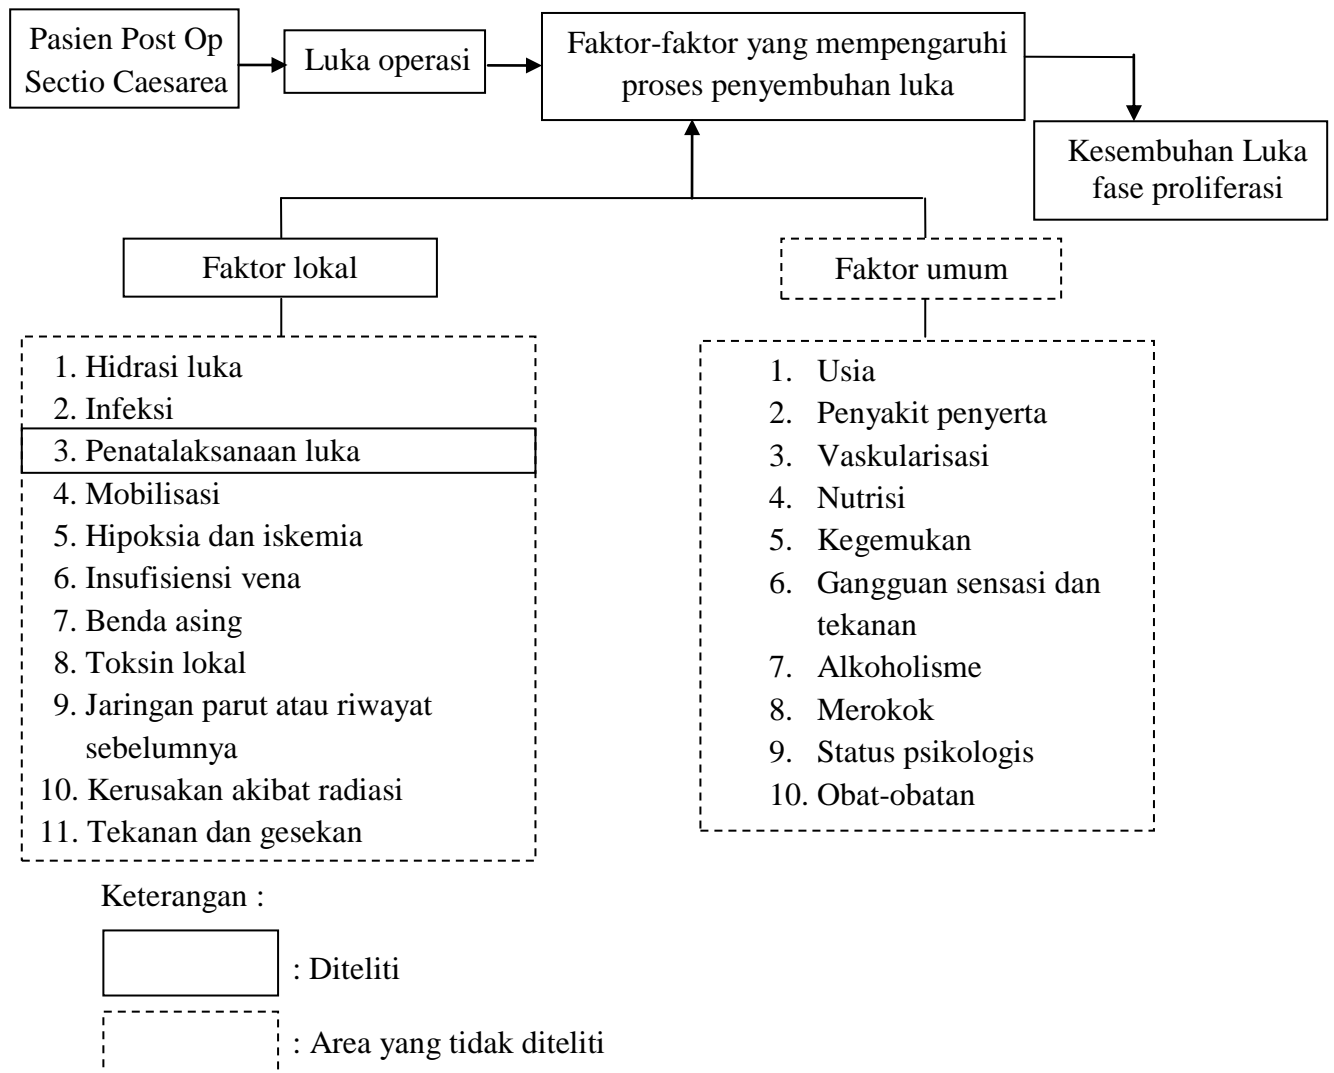 Pasien Post Op
Sectio Caesarea
Luka operasi
Faktor-faktor yang mempengaruhi
proses penyembuhan luka
Kesembuhan Luka
fase proliferasi
Faktor lokal
Faktor umum
1. Hidrasi luka
2. Infeksi
3. Penatalaksanaan luka
4. Mobilisasi
5. Hipoksia dan iskemia
6. Insufisiensi vena
7. Benda asing
8. Toksin lokal
9. Jaringan parut atau riwayat
sebelumnya
10. Kerusakan akibat radiasi
11. Tekanan dan gesekan
1. Usia
2. Penyakit penyerta
3. Vaskularisasi
4. Nutrisi
5. Kegemukan
6. Gangguan sensasi dan
tekanan
7. Alkoholisme
8. Merokok
9. Status psikologis
10. Obat-obatan
Keterangan :
: Diteliti
: Area yang tidak diteliti